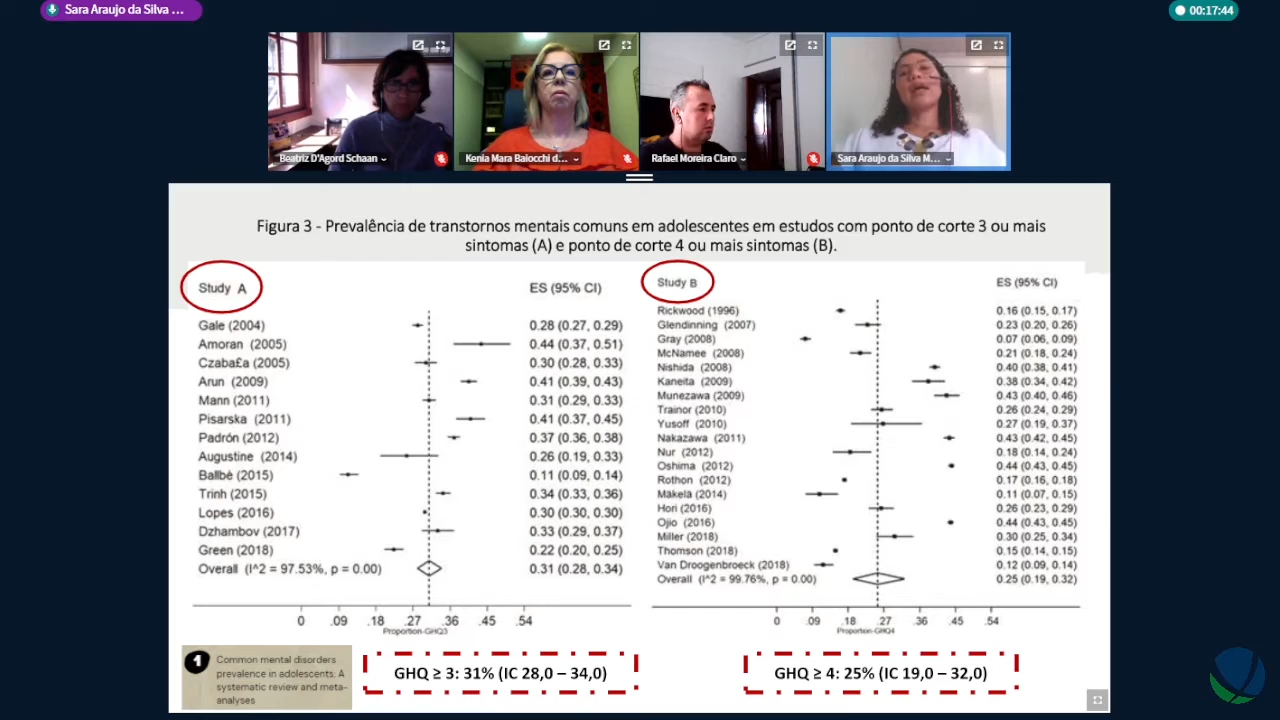 Sara Araujo da Silva ...
00:17:44
Beatriz D'Agord Schaan
Kenia Mara Baiocchi d...
Rafael Moreira Claro
Sara Araujo da Silva M...
Figura 3 - Prevalência de transtornos mentais comuns em adolescentes em estudos com ponto de corte 3 ou mais
sintomas (A) e ponto de corte 4 ou mais sintomas (B).
Study A ES (95% CI)
Gale (2004) 0.28 (0.27, 0.29)
Amoran (2005) 0.44 (0.37, 0.51)
Czaba£a (2005) 0.30 (0.28, 0.33)
Arun (2009) 0.41 (0.39, 0.43)
Mann (2011) 0.31 (0.29, 0.33)
Pisarska (2011) 0.41 (0.37, 0.45)
Padrón (2012) 0.37 (0.36, 0.38)
Augustine (2014) 0.26 (0.19, 0.33)
Ballbè (2015) 0.11 (0.09, 0.14)
Trinh (2015) 0.34 (0.33, 0.36)
Lopes (2016) 0.30 (0.30, 0.30)
Dzhambov (2017) 0.33 (0.29, 0.37)
Green (2018) 0.22 (0.20, 0.25)
Overall (I^2 = 97.53%, p = 0.00) 0.31 (0.28, 0.34)
0 .09 .18 .27 .36 .45 .54
Proportion-GHQ3
Study B ES (95% CI)
Rickwood (1996) 0.16 (0.15, 0.17)
Glendinning (2007) 0.23 (0.20, 0.26)
Gray (2008) 0.07 (0.06, 0.09)
McNamee (2008) 0.21 (0.18, 0.24)
Nishida (2008) 0.40 (0.38, 0.41)
Kaneita (2009) 0.38 (0.34, 0.42)
Munezawa (2009) 0.43 (0.40, 0.46)
Trainor (2010) 0.26 (0.24, 0.29)
Yusoff (2010) 0.27 (0.19, 0.37)
Nakazawa (2011) 0.43 (0.42, 0.45)
Nur (2012) 0.18 (0.14, 0.24)
Oshima (2012) 0.44 (0.43, 0.45)
Rothon (2012) 0.17 (0.16, 0.18)
Makela (2014) 0.11 (0.07, 0.15)
Hori (2016) 0.26 (0.23, 0.29)
Ojio (2016) 0.44 (0.43, 0.45)
Miller (2018) 0.30 (0.25, 0.34)
Thomson (2018) 0.15 (0.14, 0.15)
Van Droogenbroeck (2018) 0.12 (0.09, 0.14)
Overall (I^2 = 99.76%, p = 0.00) 0.25 (0.19, 0.32)
0 .09 .18 .27 .36 .45 .54
Proportion-GHQ4
1
Common mental disorders
prevalence in adolescents: A
systematic review and meta-
analyses
GHQ ≥ 3: 31% (IC 28,0 – 34,0)
GHQ ≥ 4: 25% (IC 19,0 – 32,0)